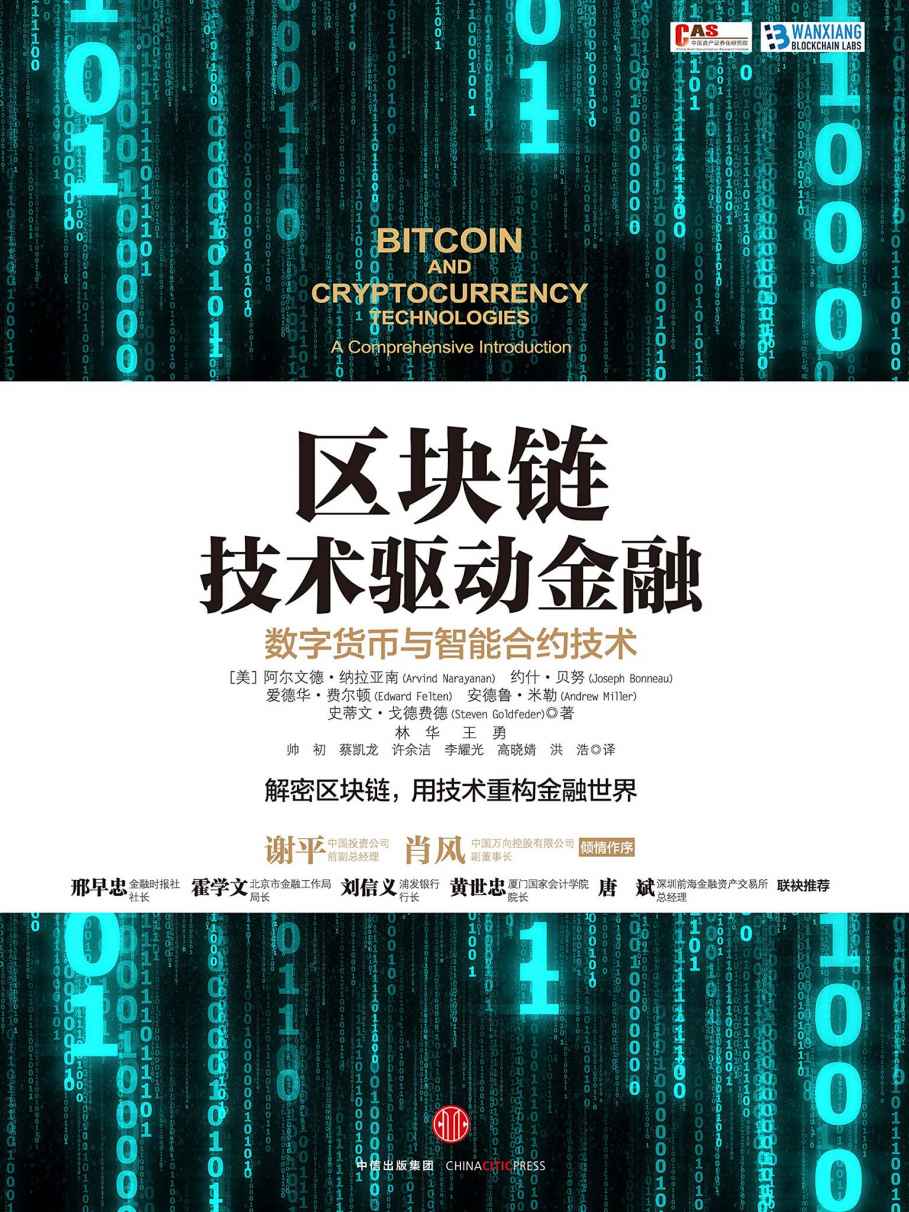 CAS
中国资产证券化研究院
WANXIANG
BLOCKCHAIN LABS
BITCOIN
AND
CRYPTOCURRENCY
TECHNOLOGIES
A Comprehensive Introduction
区块链
技术驱动金融
数字货币与智能合约技术
[美] 阿尔文德·纳拉亚南 (Arvind Narayanan) 约什·贝努 (Joseph Bonneau)
爱德华·费尔顿 (Edward Felten) 安德鲁·米勒 (Andrew Miller)
史蒂文·戈德费德 (Steven Goldfeder)◎著
林 华 王 勇
帅 初 蔡凯龙 许余洁 李耀光 高晓婧 洪 浩◎译
解密区块链，用技术重构金融世界
谢平 中国投资公司 前副总经理 肖风 中国万向控股有限公司 副董事长 倾情作序
邢早忠 金融时报社 社长 霍学文 北京市金融工作局 局长 刘信义 浦发银行 行长 黄世忠 厦门国家会计学院 院长 唐 斌 深圳前海金融资产交易所 总经理 联袂推荐
中信出版集团 CHINACITICPRESS